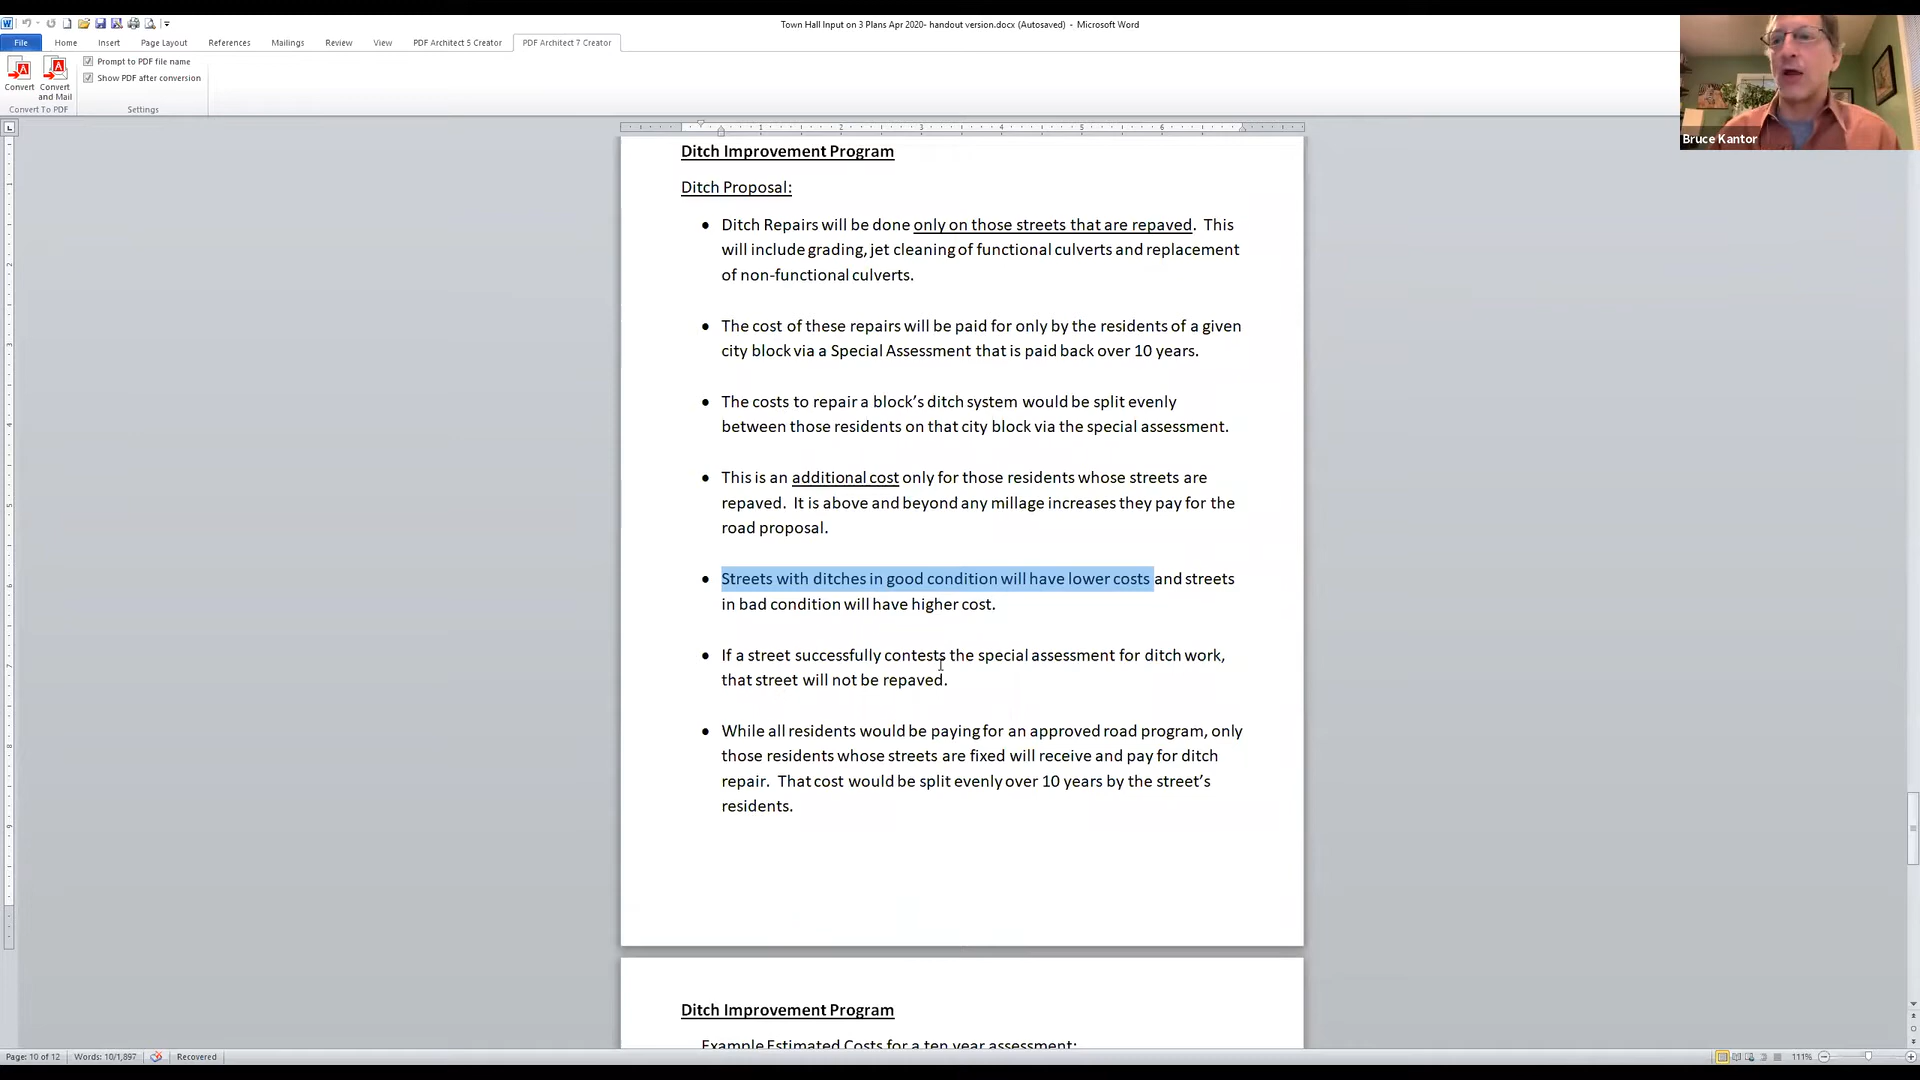 Town Hall Input on 3 Plans Apr 2020- handout version.docx (Autosaved) - Microsoft Word
File Home Insert Page Layout References Mailings Review View PDF Architect 5 Creator PDF Architect 7 Creator
Prompt to PDF file name
Show PDF after conversion
Convert Convert and Mail
Convert To PDF Settings
Bruce Kantor
1 2 3 4 5 6
Ditch Improvement Program
Ditch Proposal:
• Ditch Repairs will be done only on those streets that are repaved. This
will include grading, jet cleaning of functional culverts and replacement
of non-functional culverts.
• The cost of these repairs will be paid for only by the residents of a given
city block via a Special Assessment that is paid back over 10 years.
• The costs to repair a block’s ditch system would be split evenly
between those residents on that city block via the special assessment.
• This is an additional cost only for those residents whose streets are
repaved. It is above and beyond any millage increases they pay for the
road proposal.
• Streets with ditches in good condition will have lower costs and streets
in bad condition will have higher cost.
• If a street successfully contests the special assessment for ditch work,
that street will not be repaved.
• While all residents would be paying for an approved road program, only
those residents whose streets are fixed will receive and pay for ditch
repair. That cost would be split evenly over 10 years by the street’s
residents.
Ditch Improvement Program
Example Estimated Costs for a ten year assessment:
Page: 10 of 12 Words: 10/1,897 Recovered 111%